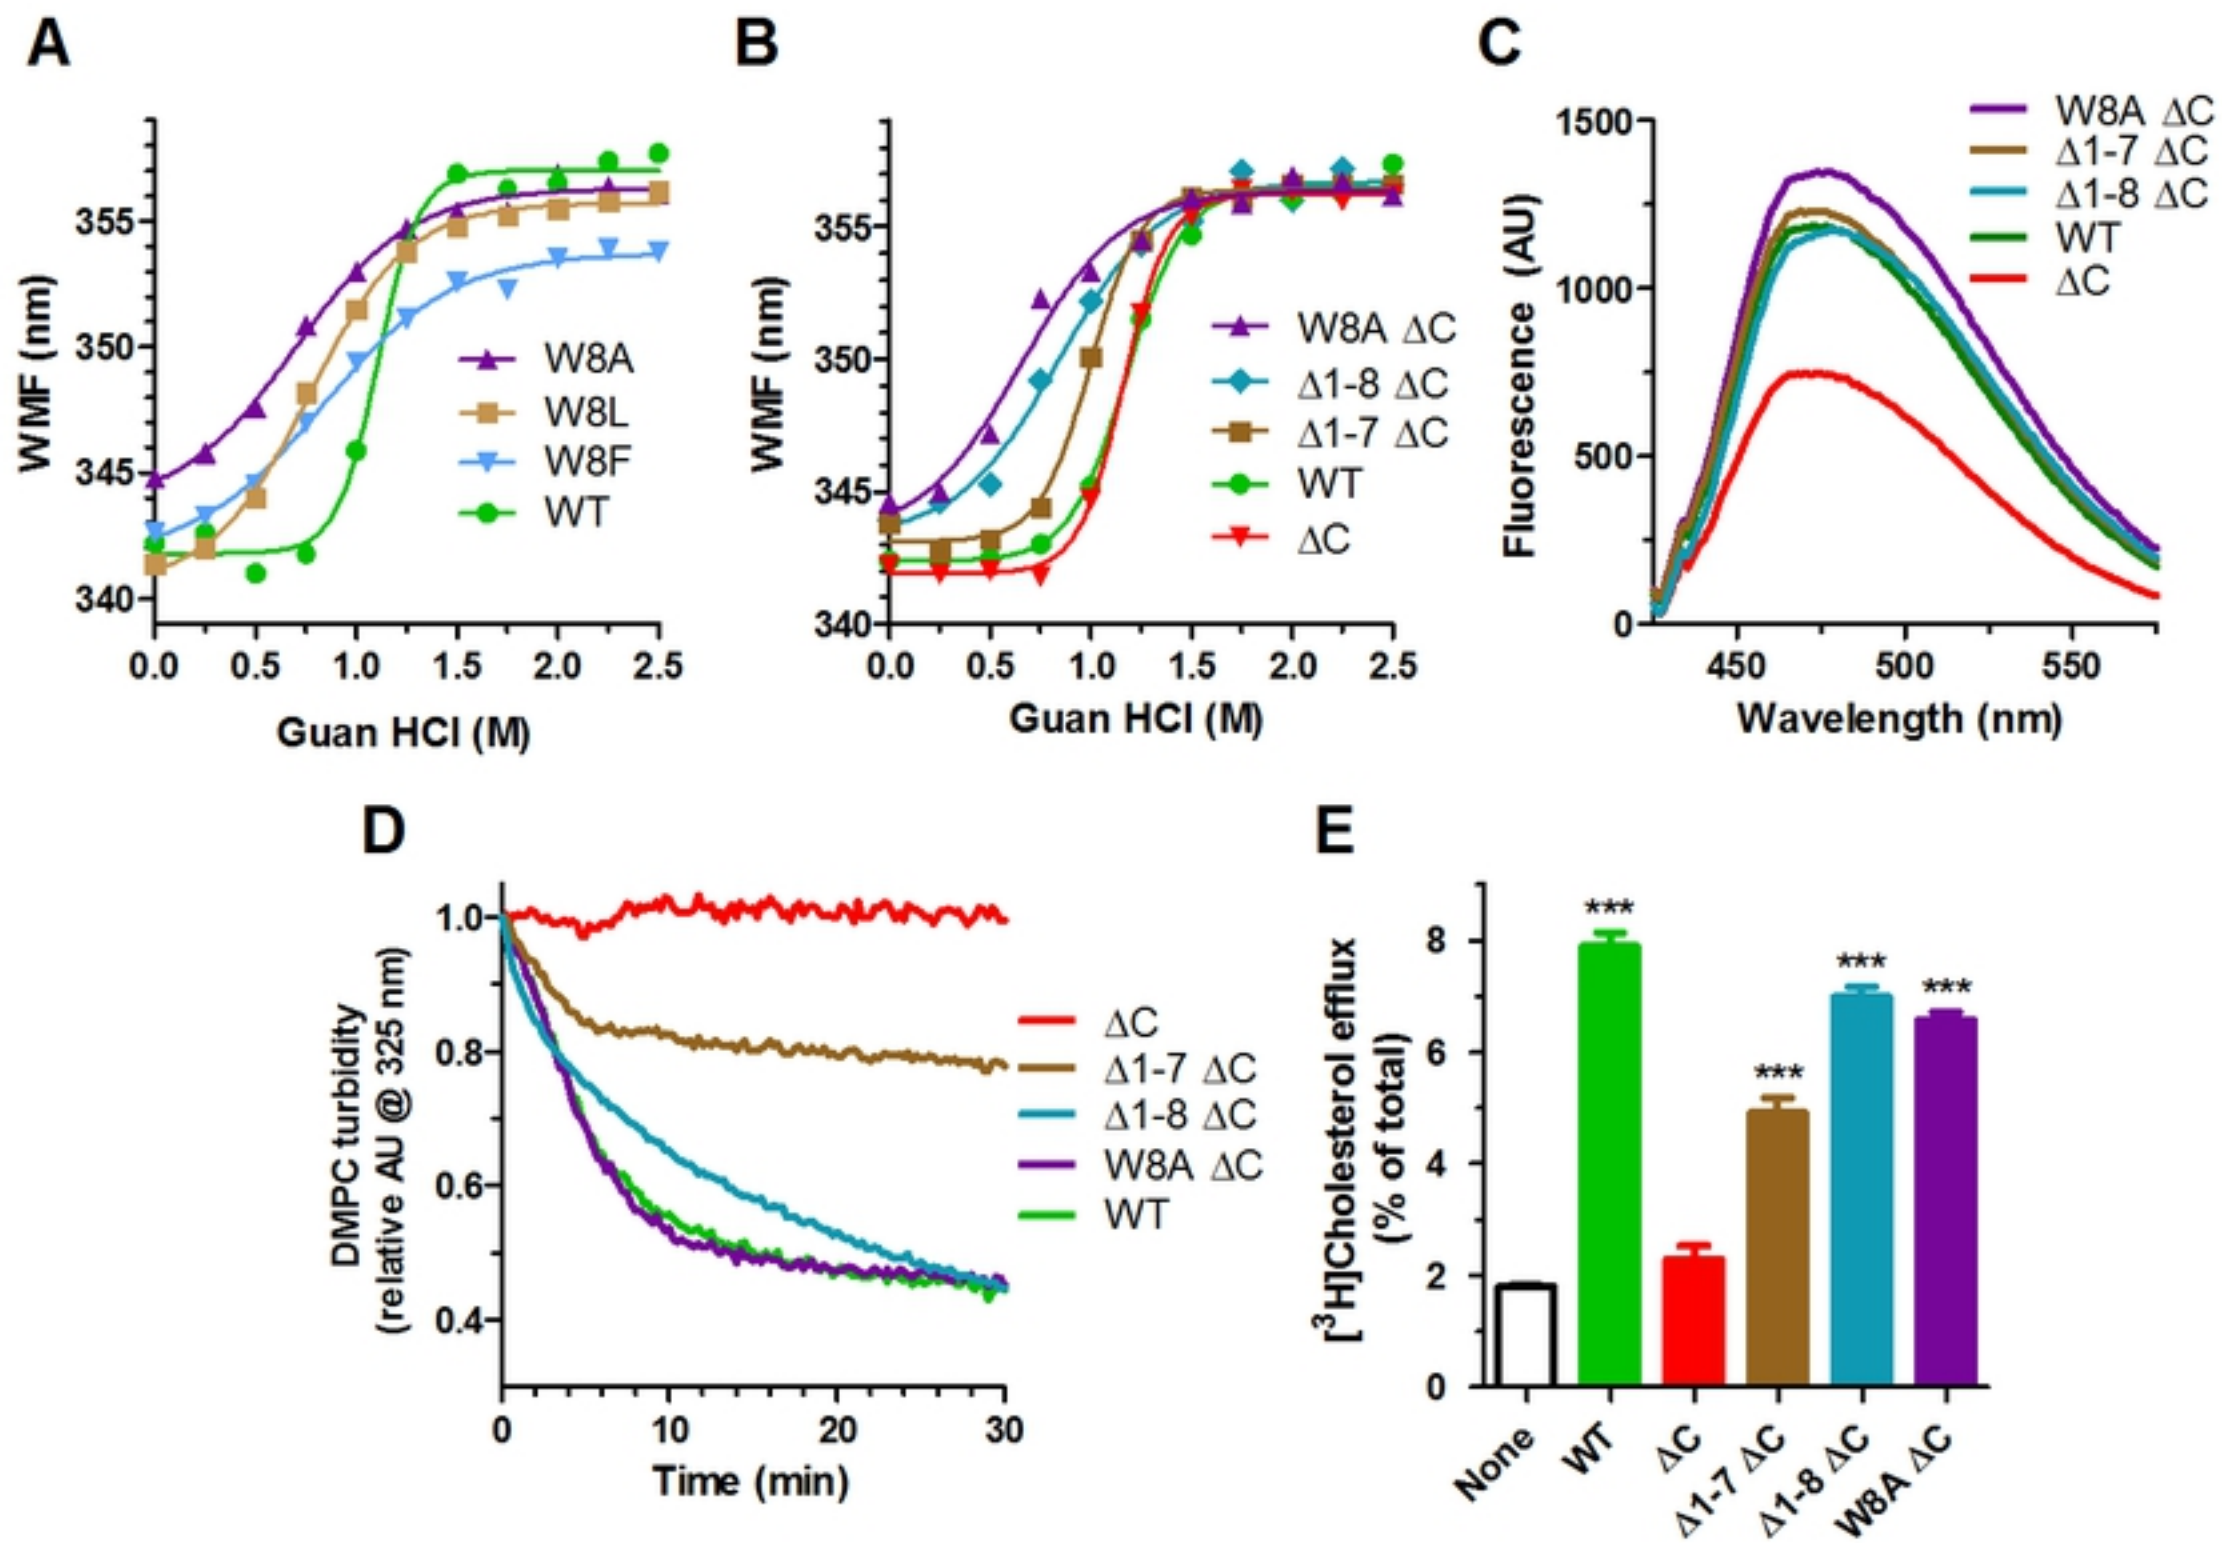 A
WMF (nm)
355
350
345
340
0.0 0.5 1.0 1.5 2.0 2.5
Guan HCl (M)
W8A
W8L
W8F
WT
B
WMF (nm)
355
350
345
340
0.0 0.5 1.0 1.5 2.0 2.5
Guan HCl (M)
W8A ΔC
Δ1-8 ΔC
Δ1-7 ΔC
WT
ΔC
C
Fluorescence (AU)
1500
1000
500
0
450 500 550
Wavelength (nm)
W8A ΔC
Δ1-7 ΔC
Δ1-8 ΔC
WT
ΔC
D
DMPC turbidity
(relative AU @ 325 nm)
1.0
0.8
0.6
0.4
0 10 20 30
Time (min)
ΔC
Δ1-7 ΔC
Δ1-8 ΔC
W8A ΔC
WT
E
[³H]Cholesterol efflux
(% of total)
8
6
4
2
0
***
***
***
***
None
WT
ΔC
Δ1-7 ΔC
Δ1-8 ΔC
W8A ΔC